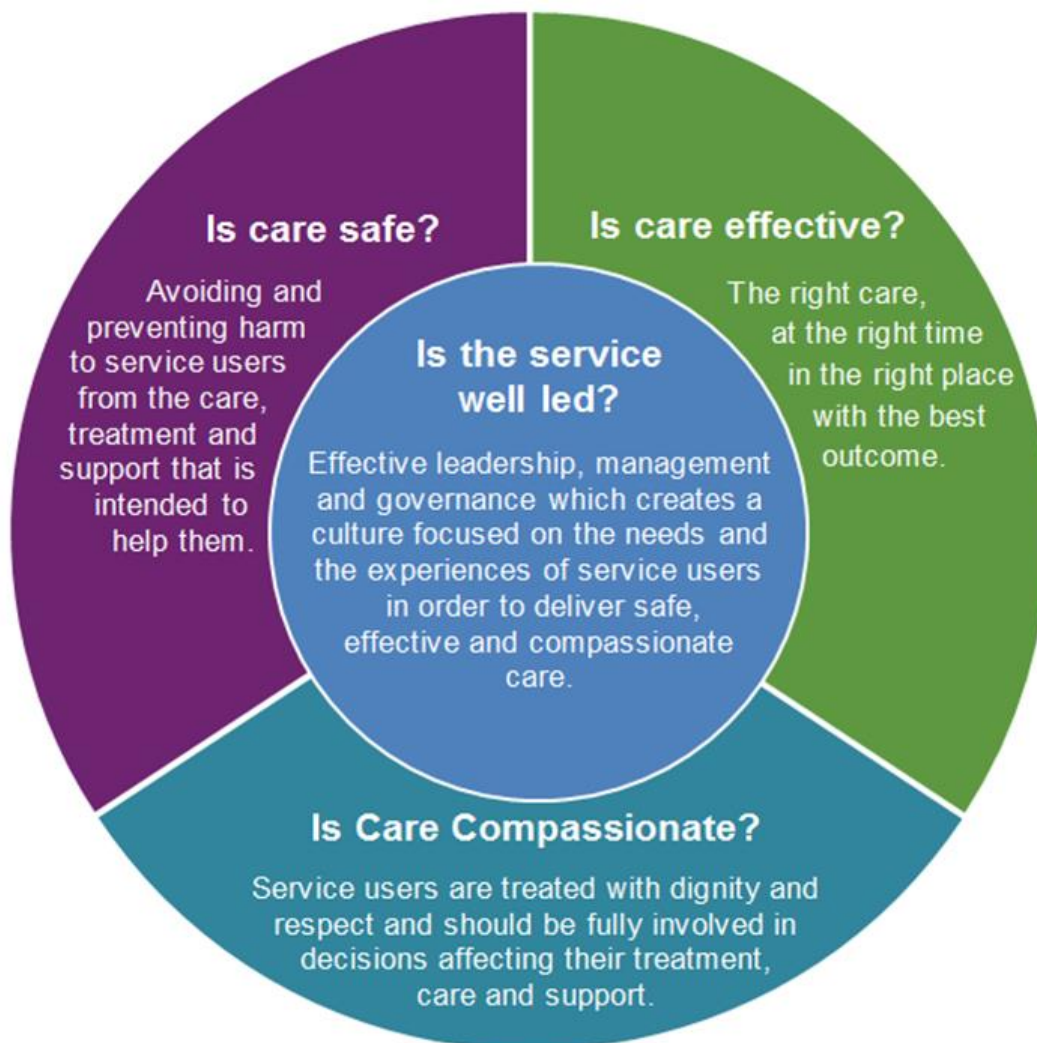 Is care safe?
Avoiding and
preventing harm
to service users
from the care,
treatment and
support that is
intended to
help them.
Is care effective?
The right care,
at the right time
in the right place
with the best
outcome.
Is the service
well led?
Effective leadership, management
and governance which creates a
culture focused on the needs and
the experiences of service users
in order to deliver safe,
effective and compassionate
care.
Is Care Compassionate?
Service users are treated with dignity and
respect and should be fully involved in
decisions affecting their treatment,
care and support.